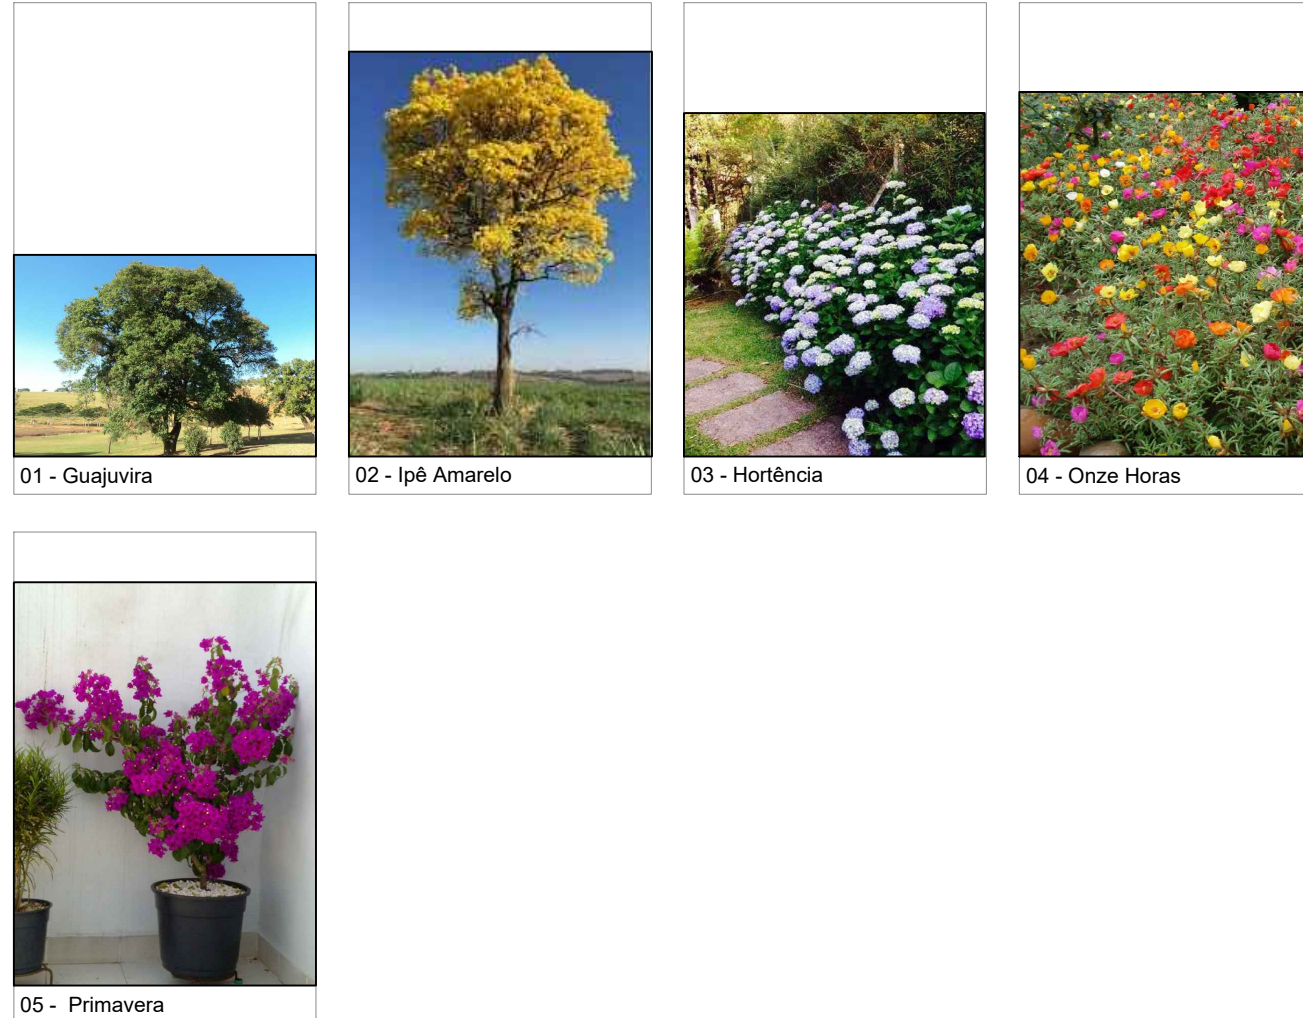 01 - Guajuvira
02 - Ipê Amarelo
03 - Hortência
04 - Onze Horas
05 -  Primavera